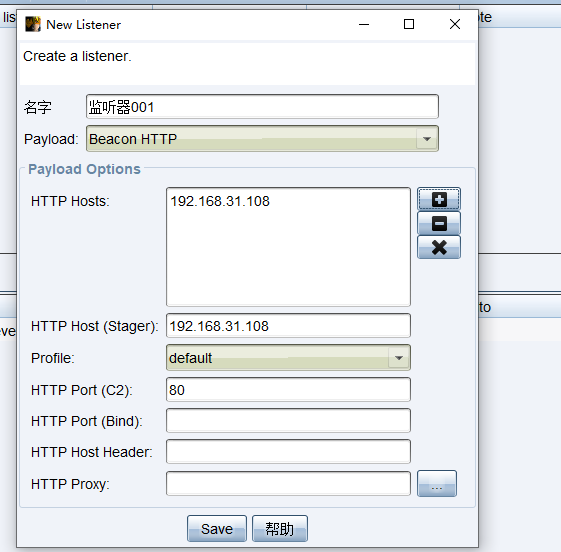 lis
ote
New Listener
Create a listener.
名字 监听器001
Payload: Beacon HTTP
Payload Options
HTTP Hosts: 192.168.31.108
to
eve
HTTP Host (Stager): 192.168.31.108
Profile: default
HTTP Port (C2): 80
HTTP Port (Bind):
HTTP Host Header:
HTTP Proxy: ...
Save 帮助